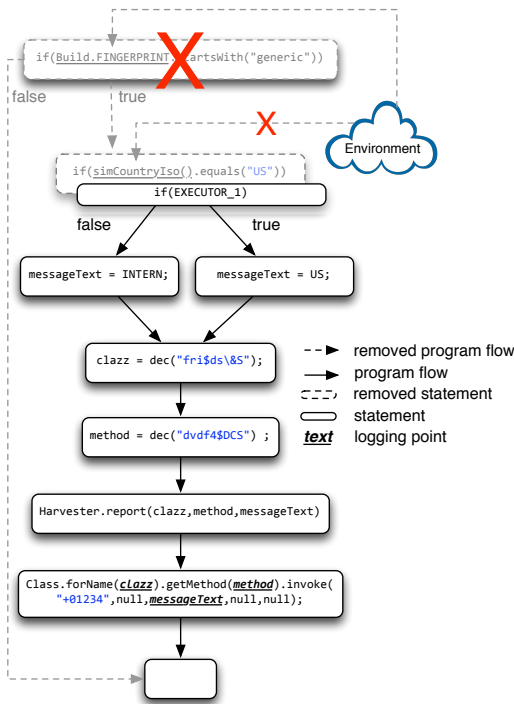 if(Build.FINGERPRINT.startsWith("generic"))
false
true
Environment
if(simCountryIso().equals("US"))
if(EXECUTOR_1)
false
true
messageText = INTERN;
messageText = US;
clazz = dec("fri$ds\&S");
removed program flow
program flow
removed statement
statement
text logging point
method = dec("dvdf4$DCS") ;
Harvester.report(clazz,method,messageText)
Class.forName(clazz).getMethod(method).invoke(
"+01234",null,messageText,null,null);